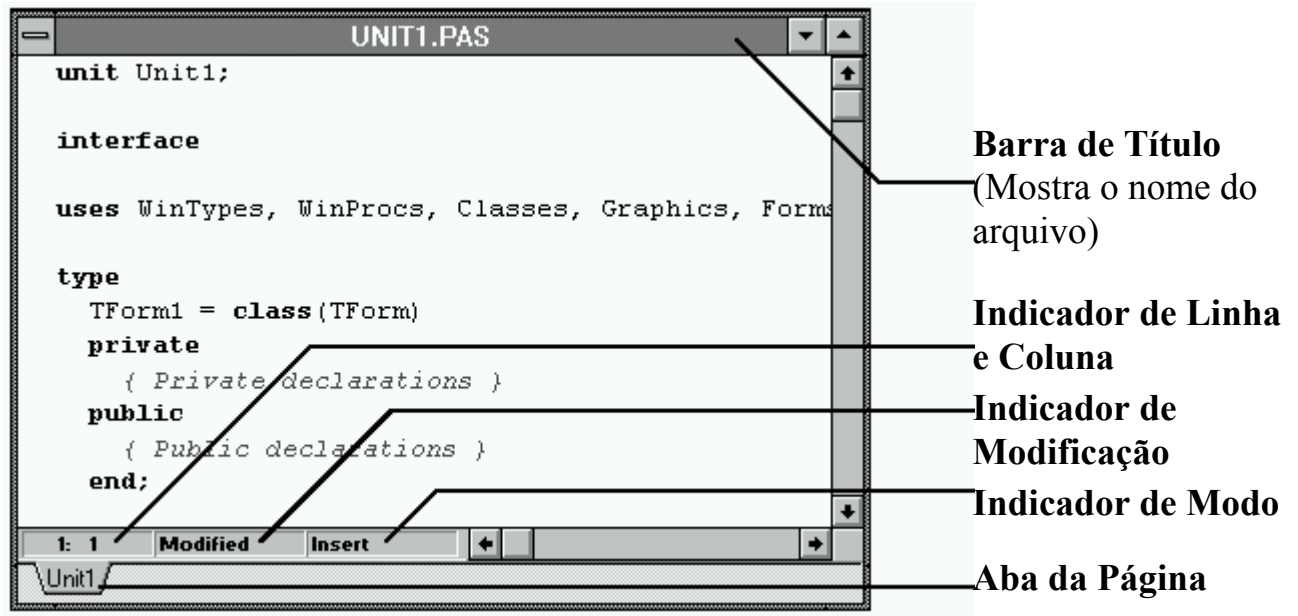 UNIT1.PAS
unit Unit1;
interface
uses WinTypes, WinProcs, Classes, Graphics, Forms
type
TForm1 = class(TForm)
private
{ Private declarations }
public
{ Public declarations }
end;
1: 1 Modified Insert
Unit1
Barra de Título
(Mostra o nome do
arquivo)
Indicador de Linha
e Coluna
Indicador de
Modificação
Indicador de Modo
Aba da Página